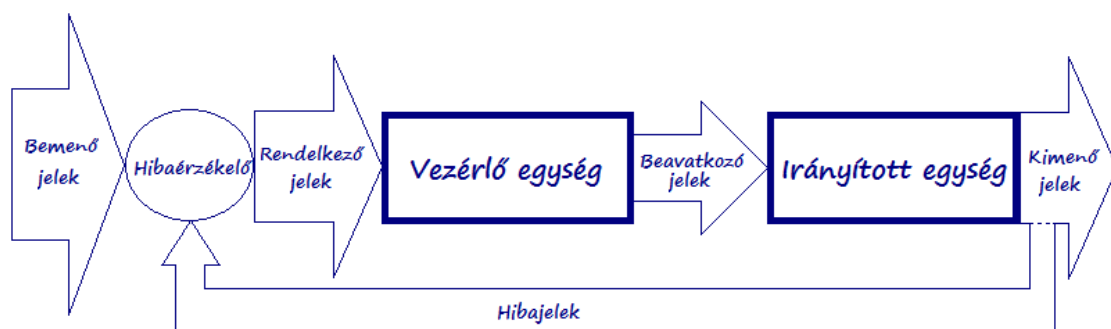 Bemenő
jelek
Hibaérzékelő
Rendelkező
jelek
Vezérlő egység
Beavatkozó
jelek
Irányított egység
Kimenő
jelek
Hibajelek